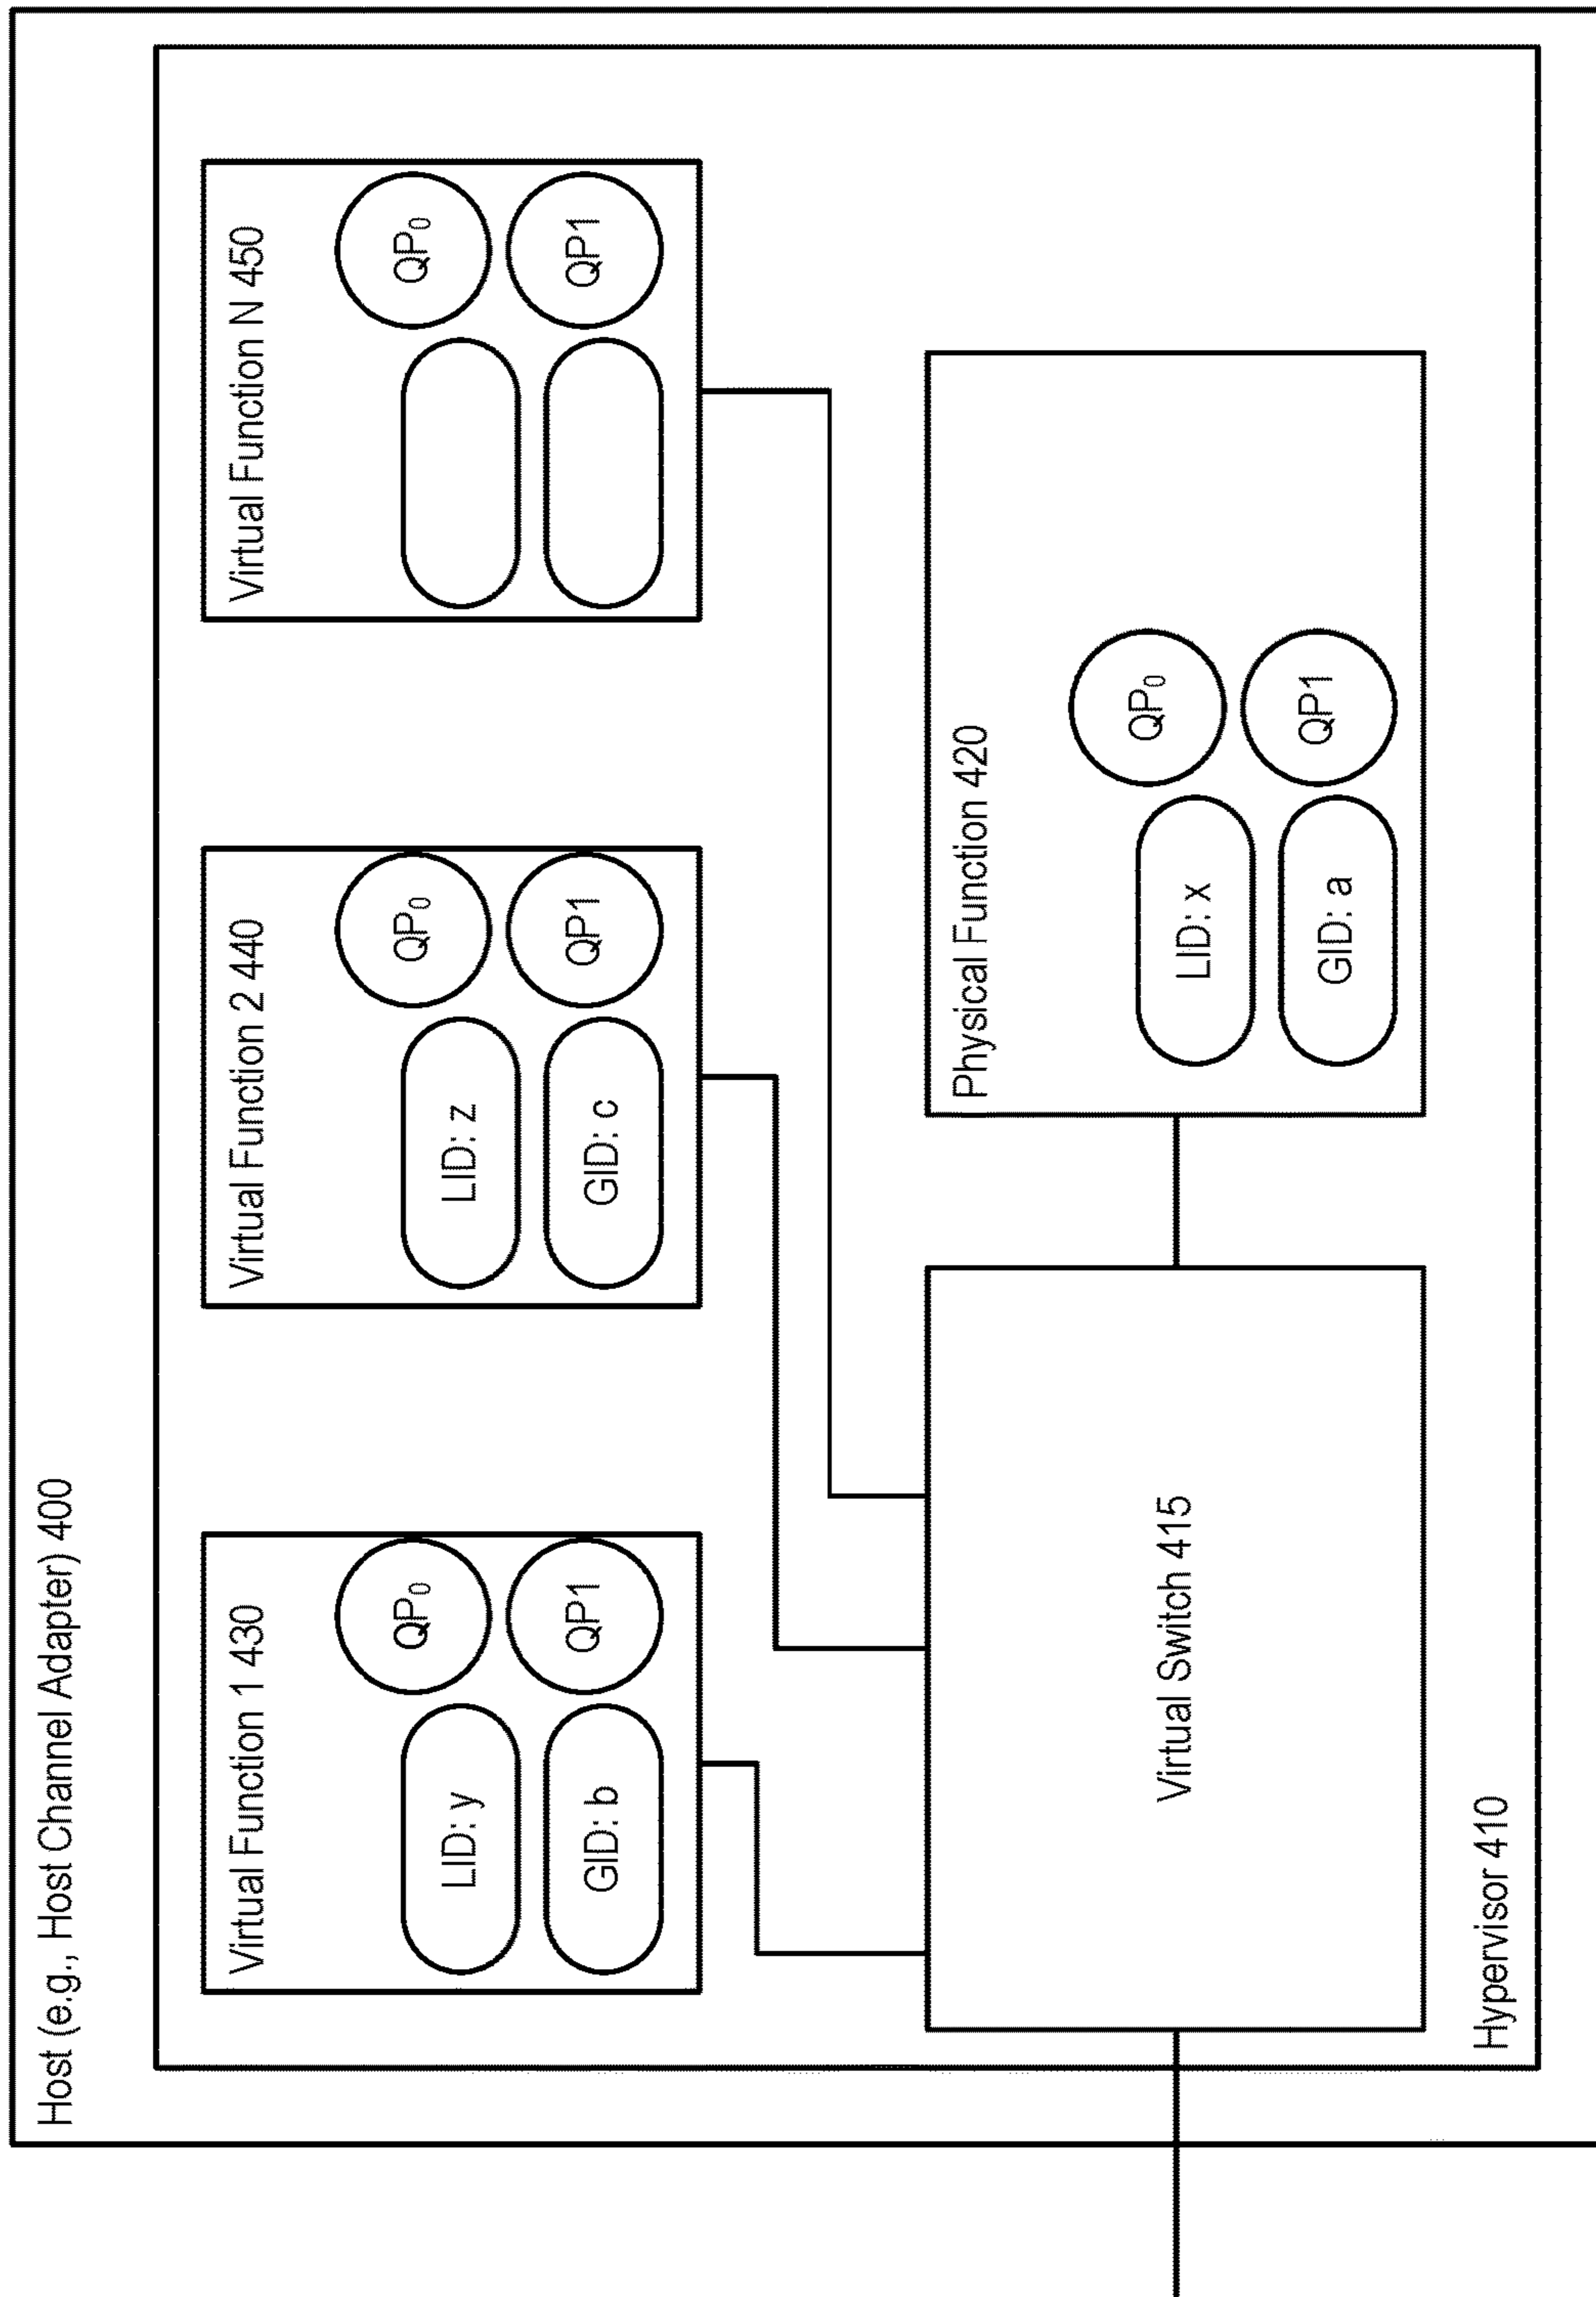 Host (e.g., Host Channel Adapter) 400
Virtual Function 1 430
LID: y
QP₀
GID: b
QP1
Virtual Function 2 440
LID: z
QP₀
GID: c
QP1
Virtual Function N 450
QP₀
QP1
Virtual Switch 415
Physical Function 420
LID: x
QP₀
GID: a
QP1
Hypervisor 410